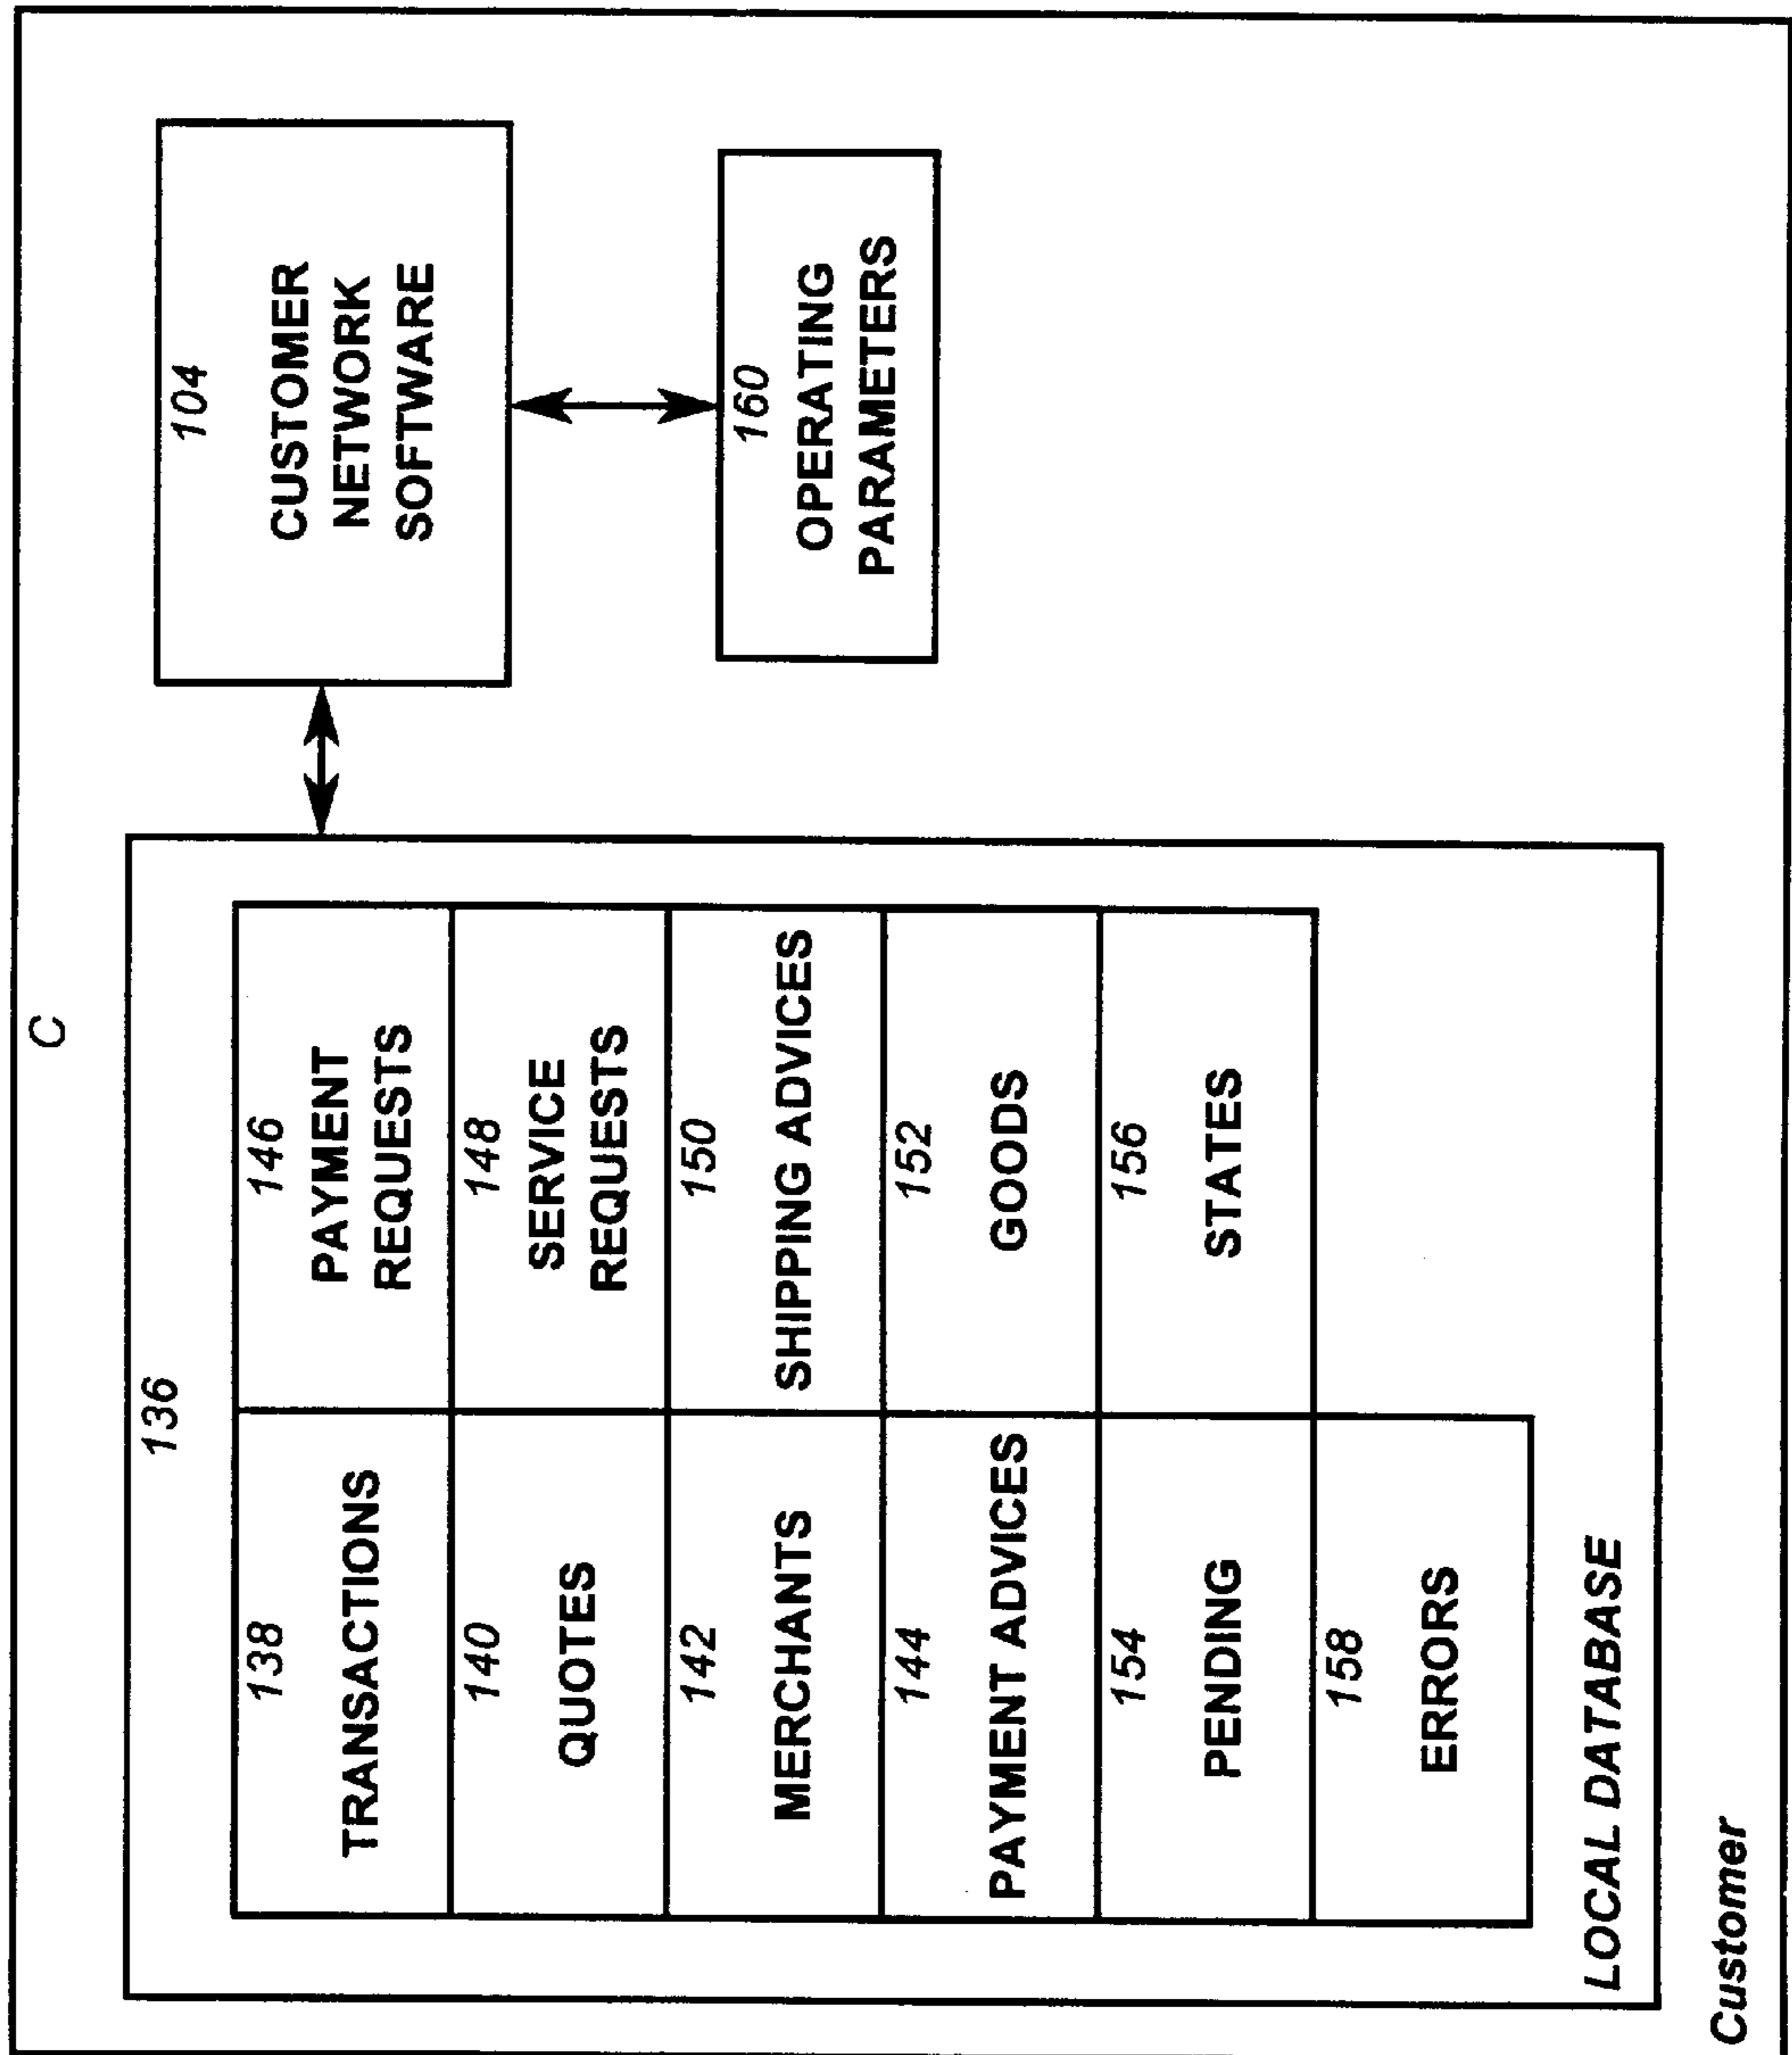 C
136
138
TRANSACTIONS
146
PAYMENT
REQUESTS
140
QUOTES
148
SERVICE
REQUESTS
142
MERCHANTS
150
SHIPPING ADVICES
144
PAYMENT ADVICES
152
GOODS
154
PENDING
156
STATES
158
ERRORS
LOCAL DATABASE
104
CUSTOMER
NETWORK
SOFTWARE
160
OPERATING
PARAMETERS
Customer